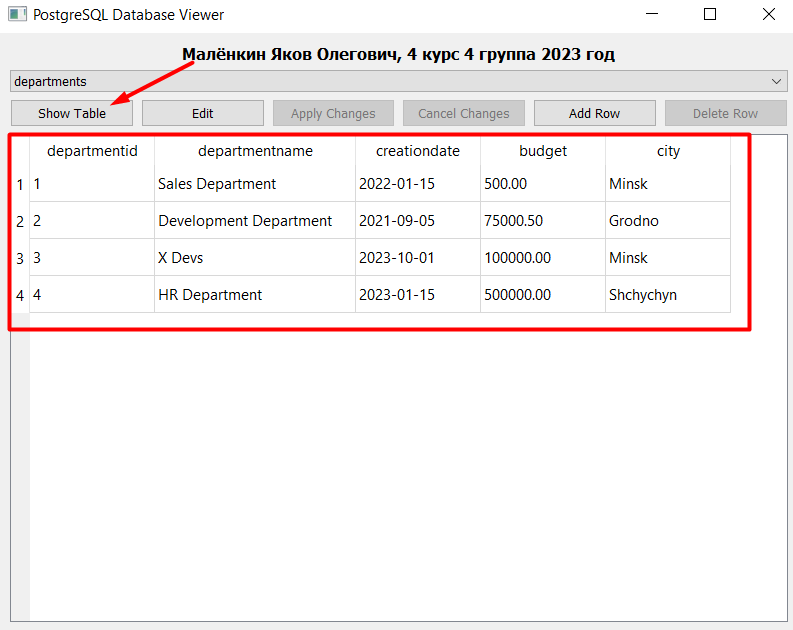 PostgreSQL Database Viewer
Малёнкин Яков Олегович, 4 курс 4 группа 2023 год
departments
Show Table Edit Apply Changes Cancel Changes Add Row Delete Row
departmentid departmentname creationdate budget city
1 1 Sales Department 2022-01-15 500.00 Minsk
2 2 Development Department 2021-09-05 75000.50 Grodno
3 3 X Devs 2023-10-01 100000.00 Minsk
4 4 HR Department 2023-01-15 500000.00 Shchychyn